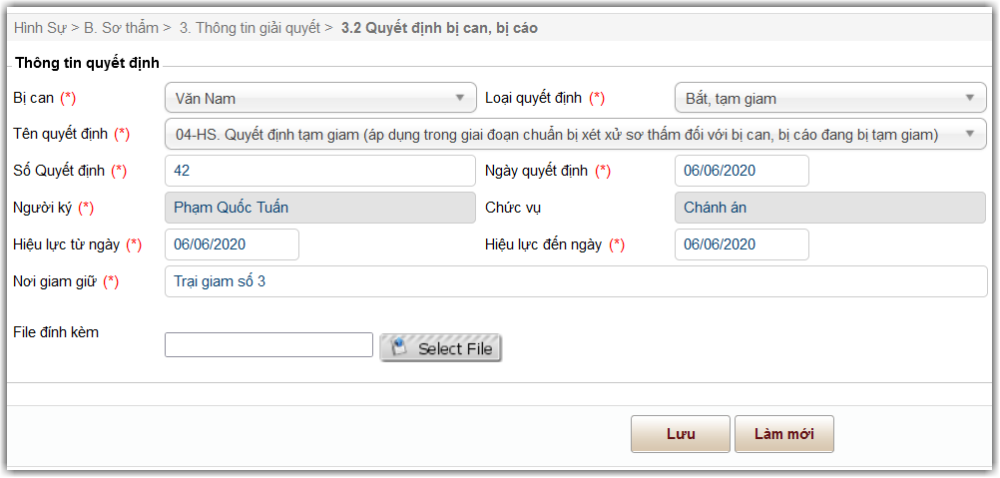 Hình Sự > B. Sơ thẩm > 3. Thông tin giải quyết > 3.2 Quyết định bị can, bị cáo
Thông tin quyết định
Bị can (*) Văn Nam Loại quyết định (*) Bắt, tạm giam
Tên quyết định (*) 04-HS. Quyết định tạm giam (áp dụng trong giai đoạn chuẩn bị xét xử sơ thẩm đối với bị can, bị cáo đang bị tạm giam)
Số Quyết định (*) 42 Ngày quyết định (*) 06/06/2020
Người ký (*) Phạm Quốc Tuấn Chức vụ Chánh án
Hiệu lực từ ngày (*) 06/06/2020 Hiệu lực đến ngày (*) 06/06/2020
Nơi giam giữ (*) Trại giam số 3
File đính kèm Select File
Lưu Làm mới